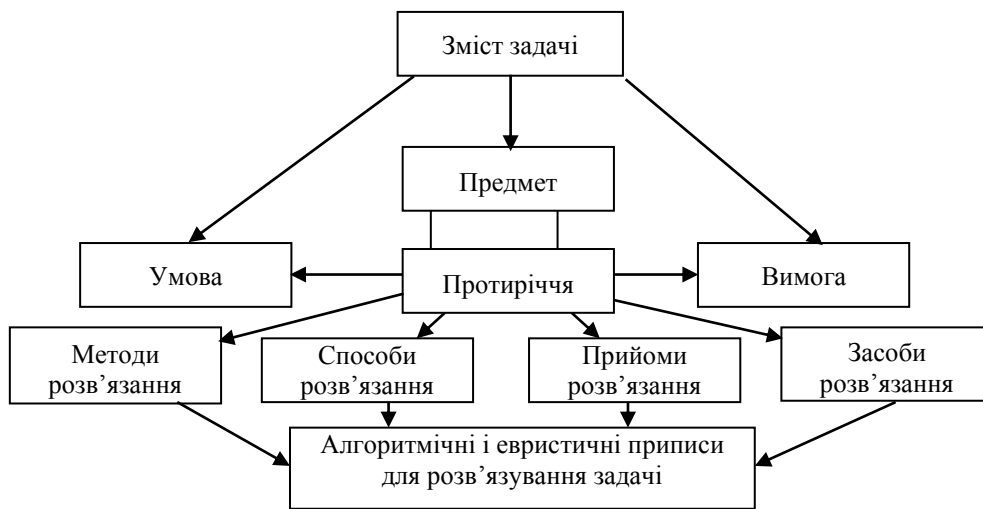 Зміст задачі
Предмет
Умова
Протиріччя
Вимога
Методи
розв’язання
Способи
розв’язання
Прийоми
розв’язання
Засоби
розв’язання
Алгоритмічні і евристичні приписи
для розв’язування задачі